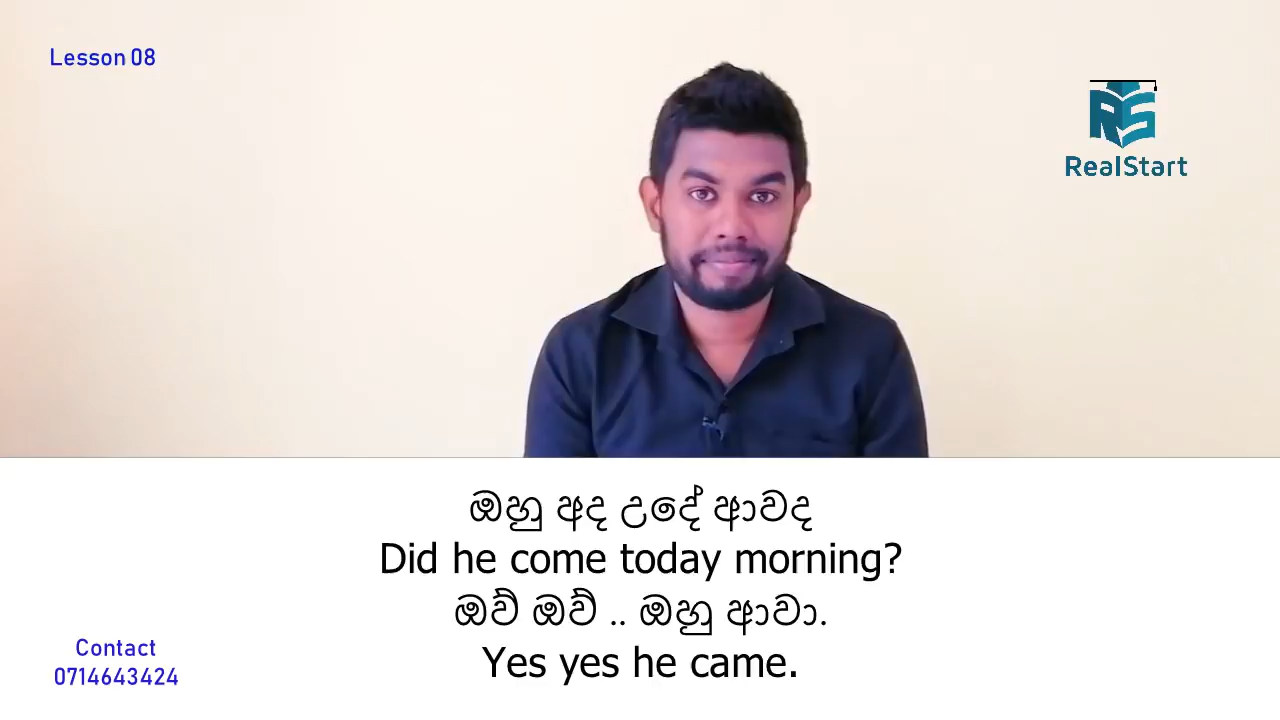 Lesson 08
RS
RealStart
ඔහු අද උදේ ආවද
Did he come today morning?
ඔව් ඔව් .. ඔහු ආවා.
Yes yes he came.
Contact
0714643424